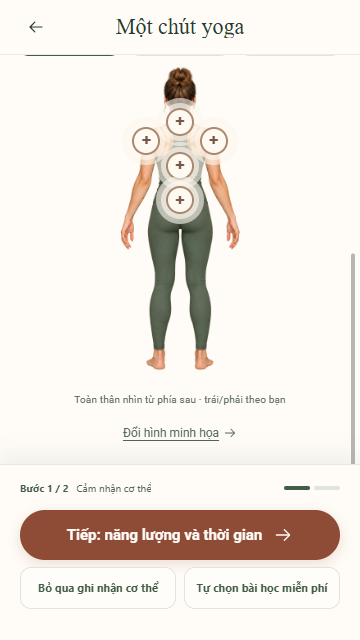 Một chút yoga
Toàn thân nhìn từ phía sau · trái/phải theo bạn
Đổi hình minh họa →
Bước 1 / 2 Cảm nhận cơ thể
Tiếp: năng lượng và thời gian →
Bỏ qua ghi nhận cơ thể
Tự chọn bài học miễn phí